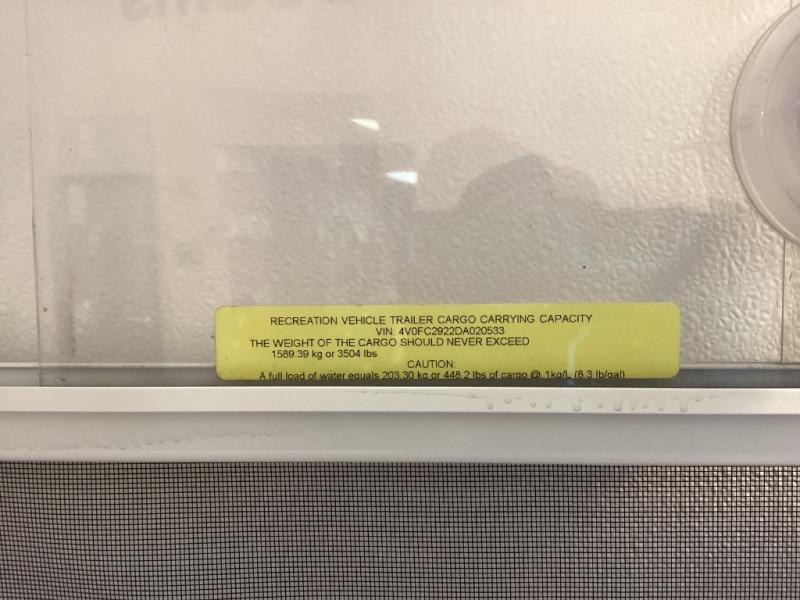 RECREATION VEHICLE TRAILER CARGO CARRYING CAPACITY
VIN: 4V0FC2922DA020533
THE WEIGHT OF THE CARGO SHOULD NEVER EXCEED
1589.39 kg or 3504 lbs
CAUTION:
A full load of water equals 203.30 kg or 448.2 lbs of cargo @ 1kg/L (8.3 lb/gal)